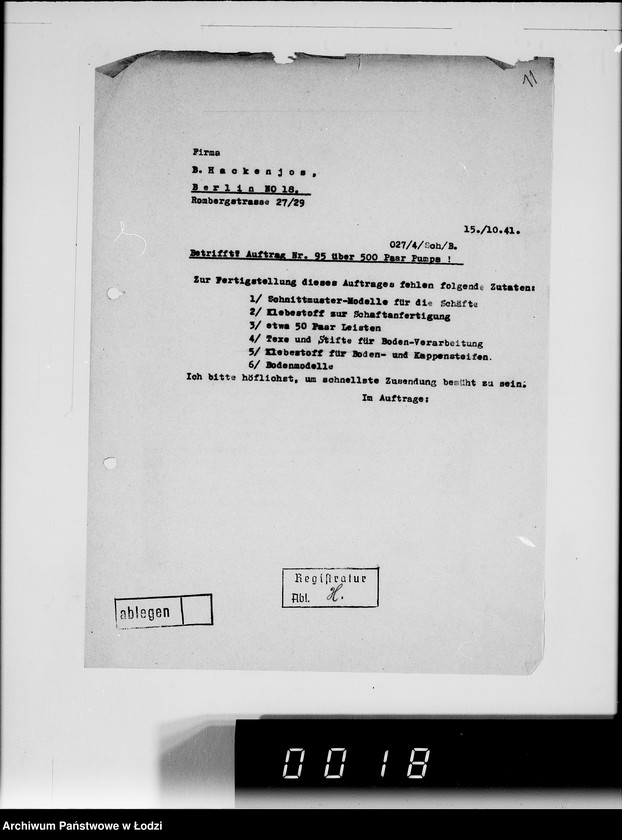 11
Firma
B. H a c k e n j o s ,
B e r l i n NO 18.
Rombergstrasse 27/29
15./10.41.
027/4/Sch/B.
Betrifft: Auftrag Nr. 95 über 500 Paar Pumps !
Zur Fertigstellung dieses Auftrages fehlen folgende Zutaten:
1/ Schnittmuster-Modelle für die Schäfte
2/ Klebestoff zur Schaftanfertigung
3/ etwa 50 Paar Leisten
4/ Texe und Stifte für Boden-Verarbeitung
5/ Klebestoff für Boden- und Kappensteifen.
6/ Bodenmodelle
Ich bitte höflichst, um schnellste Zusendung bemüht zu sein.
Im Auftrage:
Registratur
Abl. H.
ablegen
0018
Archiwum Państwowe w Łodzi